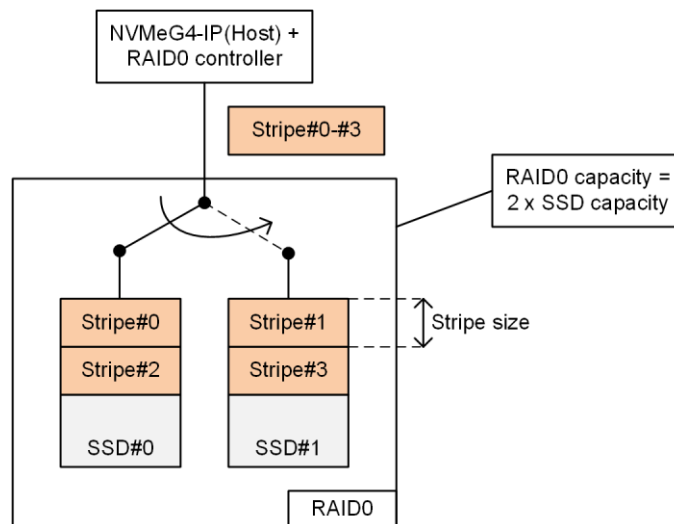 NVMeG4-IP(Host) +
RAID0 controller
Stripe#0-#3
RAID0 capacity =
2 x SSD capacity
Stripe#0
Stripe#1
Stripe size
Stripe#2
Stripe#3
SSD#0
SSD#1
RAID0